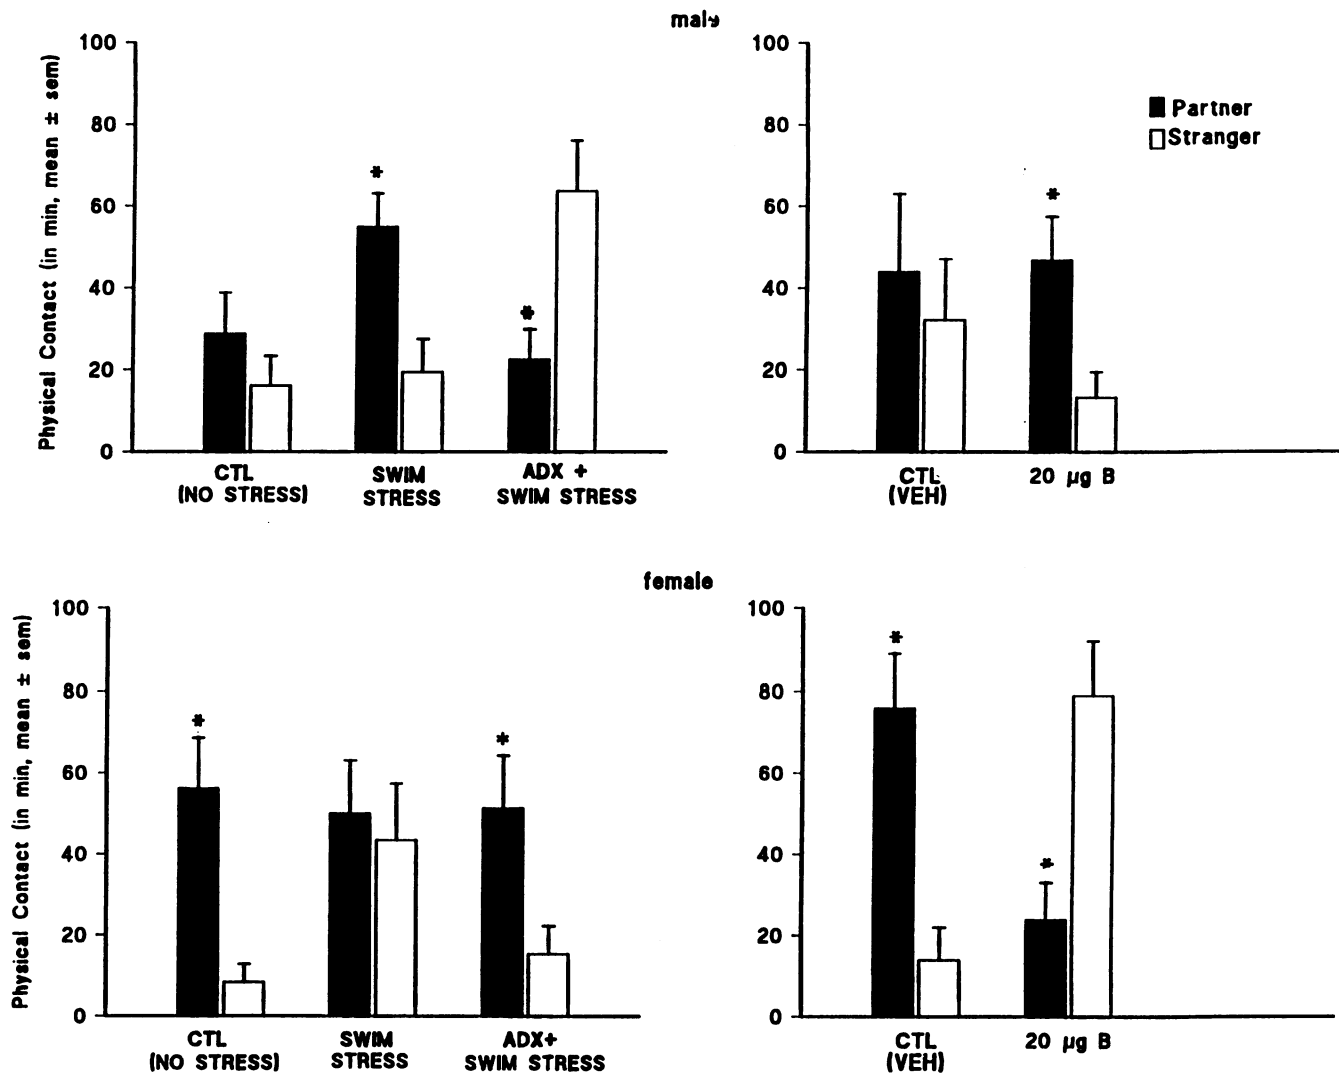 male
Physical Contact (in min, mean ± sem)
100
80
60
40
20
0
*
*
CTL
(NO STRESS)
SWIM
STRESS
ADX +
SWIM STRESS
100
80
60
40
20
0
*
Partner
Stranger
CTL
(VEH)
20 µg B
female
Physical Contact (in min, mean ± sem)
100
80
60
40
20
0
*
*
CTL
(NO STRESS)
SWIM
STRESS
ADX+
SWIM STRESS
100
80
60
40
20
0
*
*
CTL
(VEH)
20 µg B